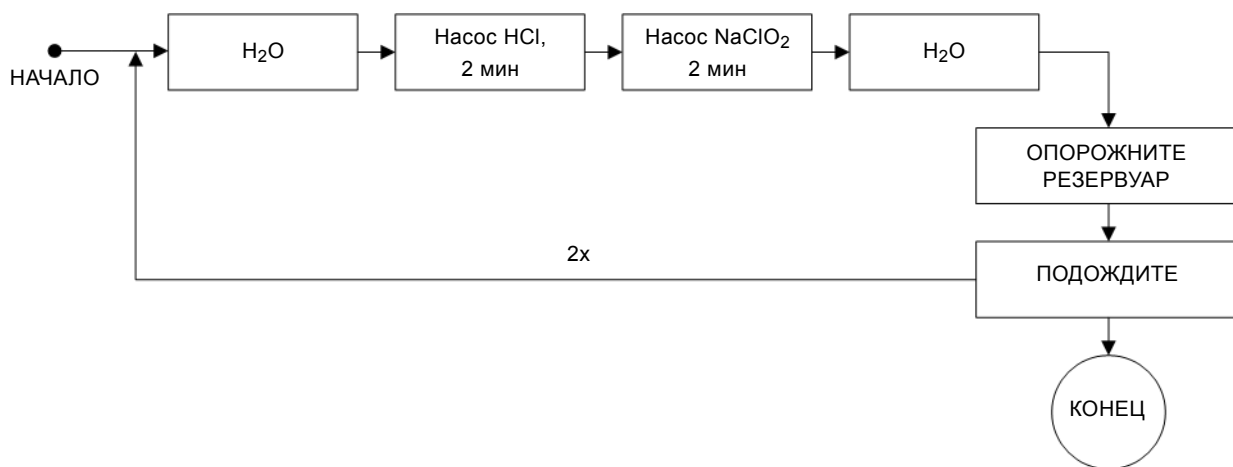 НАЧАЛО
H₂O
Насос HCl,
2 мин
Насос NaClO₂
2 мин
H₂O
ОПОРОЖНИТЕ
РЕЗЕРВУАР
2x
ПОДОЖДИТЕ
КОНЕЦ